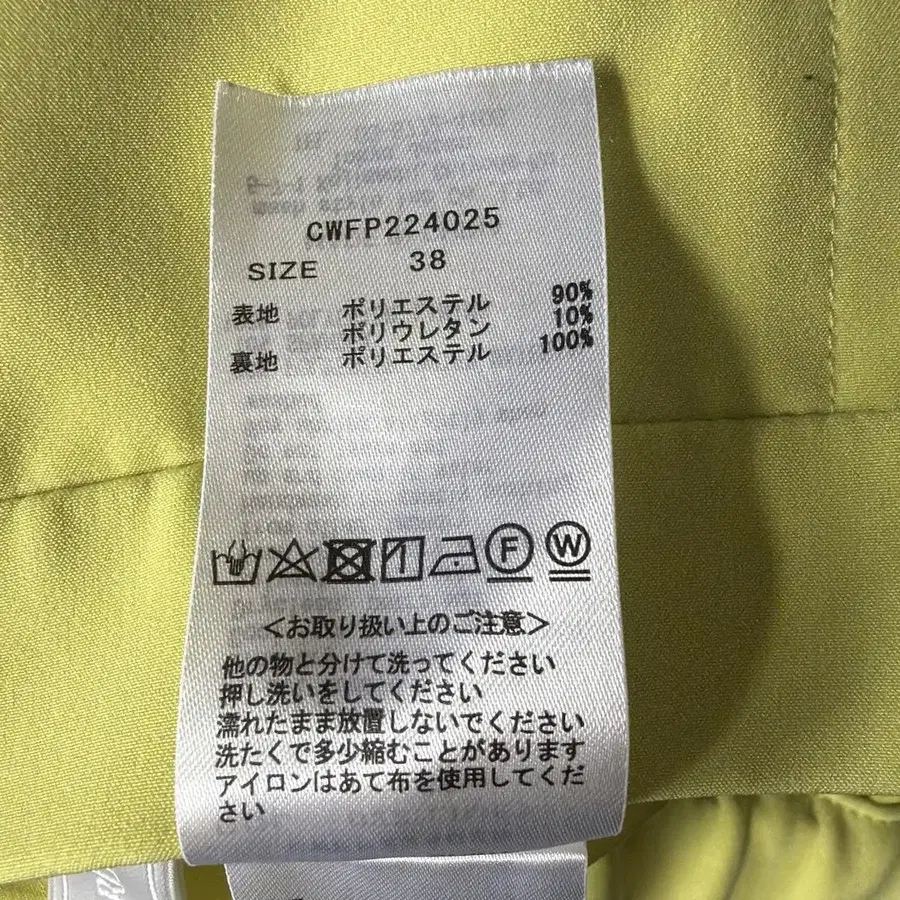 CWFP224025
SIZE 38
表地 ポリエステル 90%
ポリウレタン 10%
裏地 ポリエステル 100%
F W
<お取り扱い上のご注意>
他の物と分けて洗ってください
押し洗いをしてください
濡れたまま放置しないでください
洗たくで多少縮むことがあります
アイロンはあて布を使用してくだ
さい